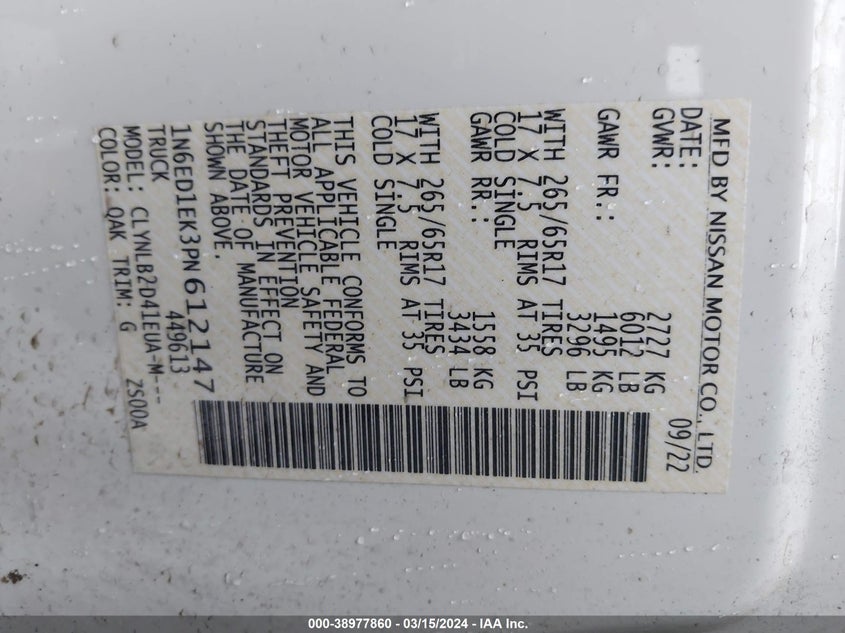 MFD BY NISSAN MOTOR CO., LTD.
DATE: 09/22
GVWR: 2727 KG
6012 LB
GAWR FR.: 1495 KG
3296 LB
WITH 265/65R17 TIRES
17 X 7.5 RIMS AT 35 PSI
COLD SINGLE
GAWR RR.: 1558 KG
3434 LB
WITH 265/65R17 TIRES
17 X 7.5 RIMS AT 35 PSI
COLD SINGLE
THIS VEHICLE CONFORMS TO
ALL APPLICABLE FEDERAL
MOTOR VEHICLE SAFETY AND
THEFT PREVENTION
STANDARDS IN EFFECT ON
THE DATE OF MANUFACTURE
SHOWN ABOVE.
1N6ED1EK3PN612147
TRUCK 449613
MODEL: CLYNLB2D41EUA-M---
COLOR: QAK TRIM: G 2S00A
000-38977860 - 03/15/2024 - IAA Inc.